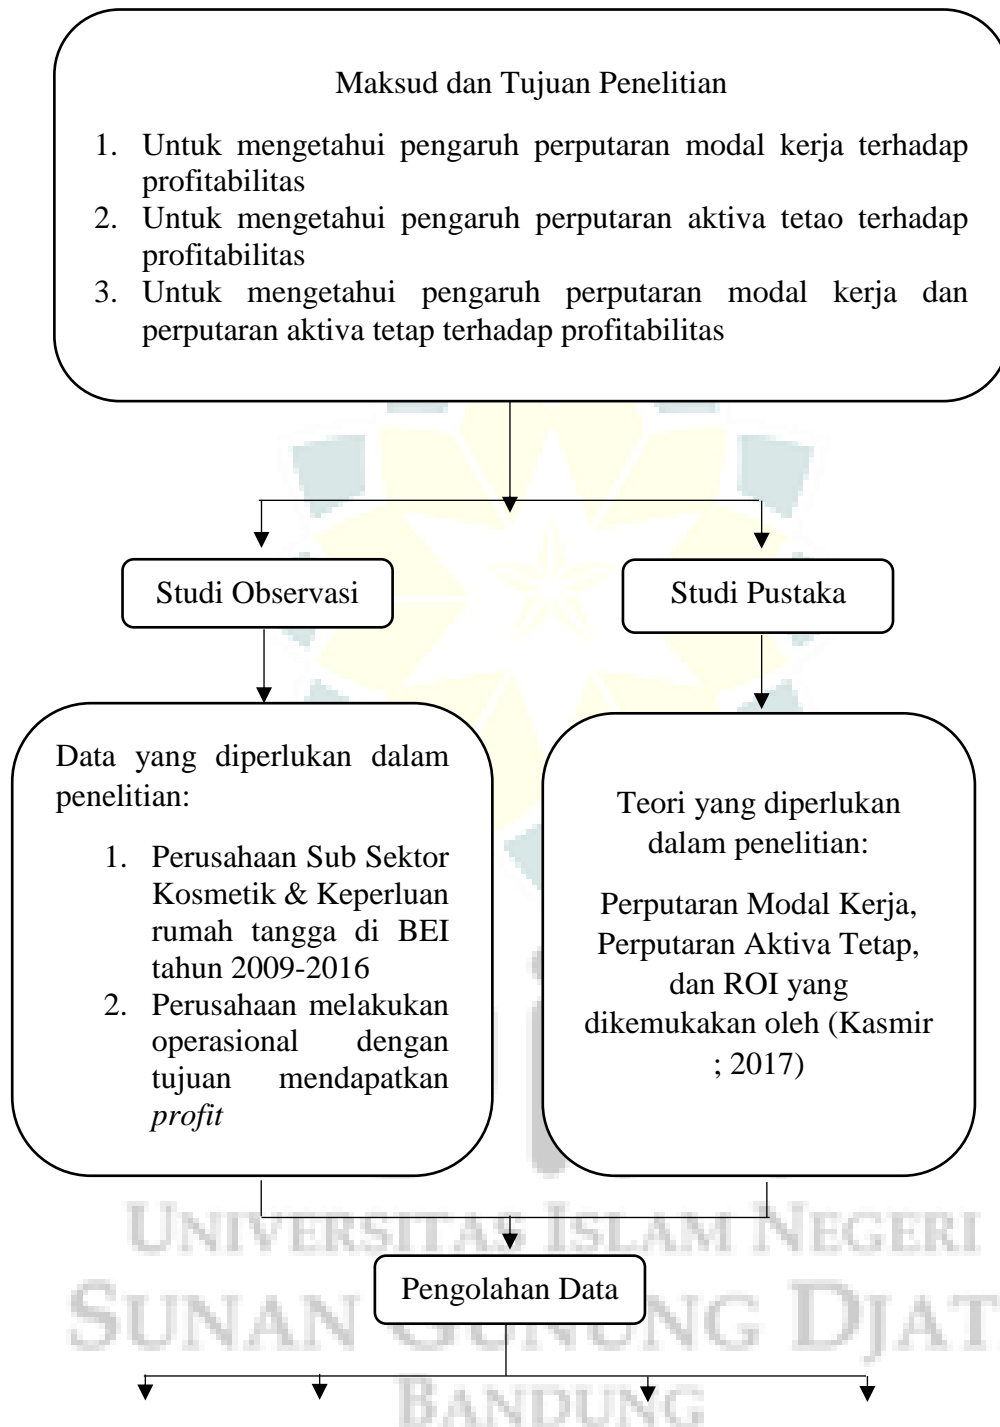 Maksud dan Tujuan Penelitian
1. Untuk mengetahui pengaruh perputaran modal kerja terhadap
profitabilitas
2. Untuk mengetahui pengaruh perputaran aktiva tetao terhadap
profitabilitas
3. Untuk mengetahui pengaruh perputaran modal kerja dan
perputaran aktiva tetap terhadap profitabilitas
Studi Observasi
Studi Pustaka
Data yang diperlukan dalam
penelitian:
1. Perusahaan Sub Sektor
Kosmetik & Keperluan
rumah tangga di BEI
tahun 2009-2016
2. Perusahaan melakukan
operasional dengan
tujuan mendapatkan
profit
Teori yang diperlukan
dalam penelitian:
Perputaran Modal Kerja,
Perputaran Aktiva Tetap,
dan ROI yang
dikemukakan oleh (Kasmir
; 2017)
UNIVERSITAS ISLAM NEGERI
Pengolahan Data
SUNAN GUNUNG DJAT
BANDUNG